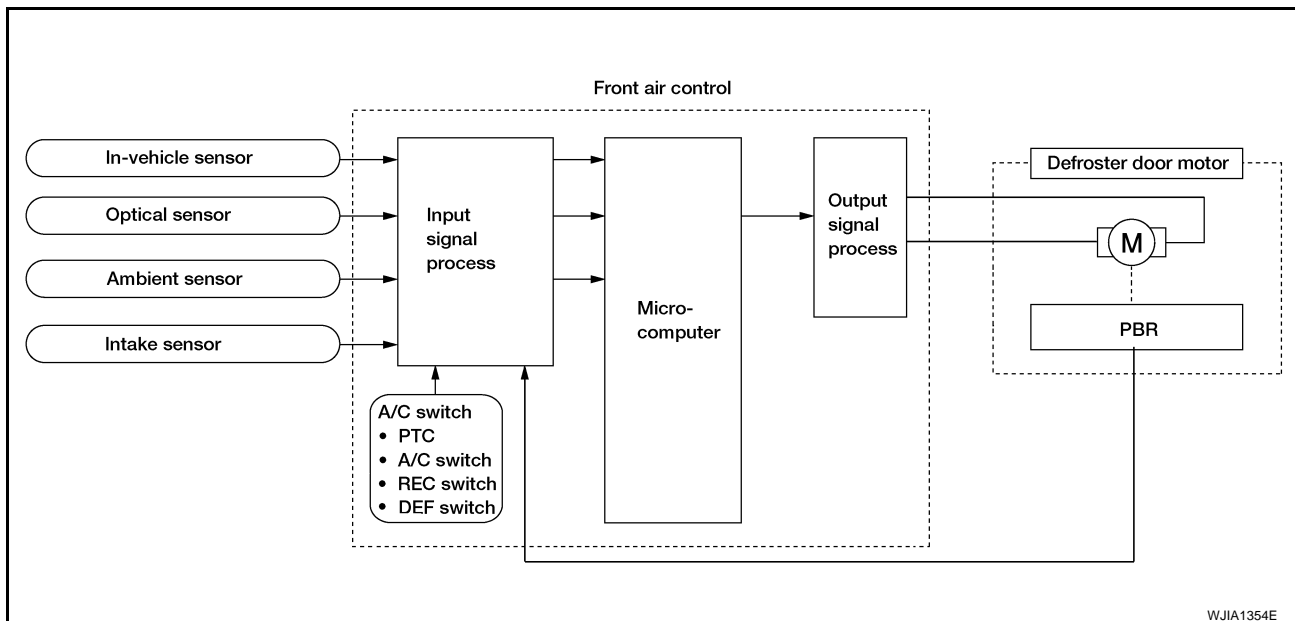 Front air control
In-vehicle sensor
Optical sensor
Ambient sensor
Intake sensor
Input
signal
process
A/C switch
• PTC
• A/C switch
• REC switch
• DEF switch
Micro-
computer
Output
signal
process
Defroster door motor
M
PBR
WJIA1354E